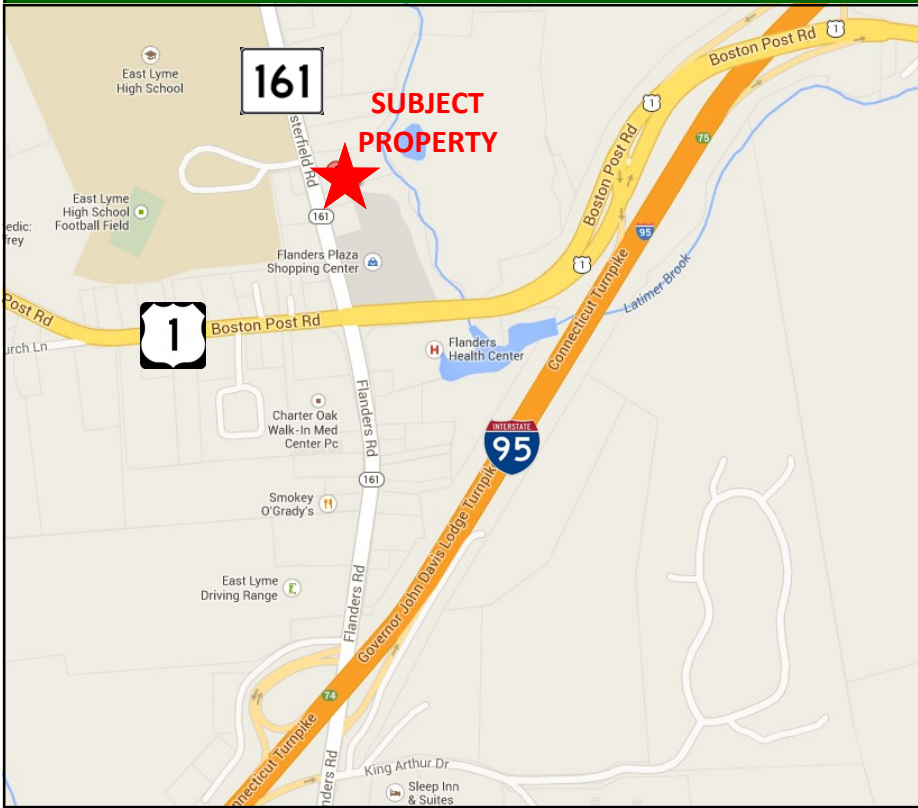 Boston Post Rd
1
East Lyme
High School
161
SUBJECT
PROPERTY
sterfield Rd
1
75
Boston Post Rd
East Lyme
High School
Football Field
edic:
frey
161
95
Flanders Plaza
Shopping Center
1
Connecticut Turnpike
Latimer Brook
Post Rd
1
Boston Post Rd
urch Ln
H
Flanders
Health Center
Flanders Rd
Charter Oak
Walk-In Med
Center Pc
INTERSTATE
95
161
Smokey
O'Grady's
Governor John Davis Lodge Turnpike
East Lyme
Driving Range
Flanders Rd
74
nnecticut Turnpike
nders Rd
King Arthur Dr
Sleep Inn
& Suites